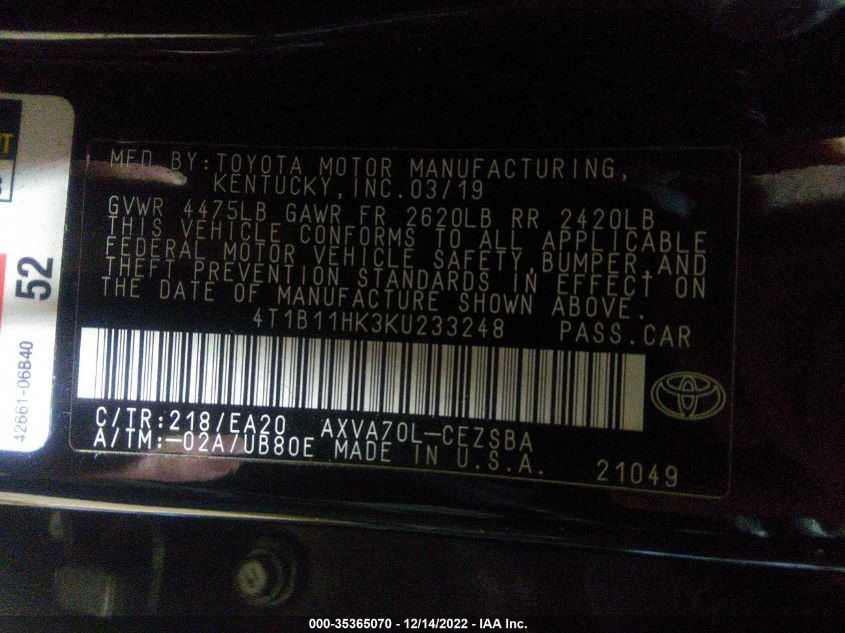 MFD BY:TOYOTA MOTOR MANUFACTURING,
KENTUCKY,INC.03/19
GVWR 4475LB GAWR FR 2620LB RR 2420LB
THIS VEHICLE CONFORMS TO ALL APPLICABLE
FEDERAL MOTOR VEHICLE SAFETY,BUMPER,AND
THEFT PREVENTION STANDARDS IN EFFECT ON
THE DATE OF MANUFACTURE SHOWN ABOVE.
4T1B11HK3KU233248 PASS.CAR
C/TR:218/EA20 AXVA70L-CEZSBA
A/TM:-02A/UB80E MADE IN U.S.A. 21049
52
42661-06B40
000-35365070 - 12/14/2022 - IAA Inc.